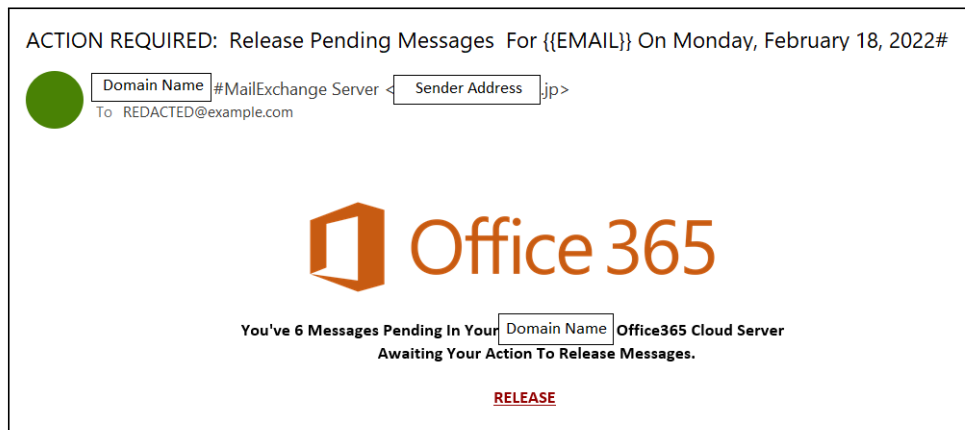 ACTION REQUIRED:  Release Pending Messages  For {{EMAIL}} On Monday, February 18, 2022#
Domain Name #MailExchange Server < Sender Address .jp>
To REDACTED@example.com
Office 365
You've 6 Messages Pending In Your Domain Name Office365 Cloud Server
Awaiting Your Action To Release Messages.
RELEASE